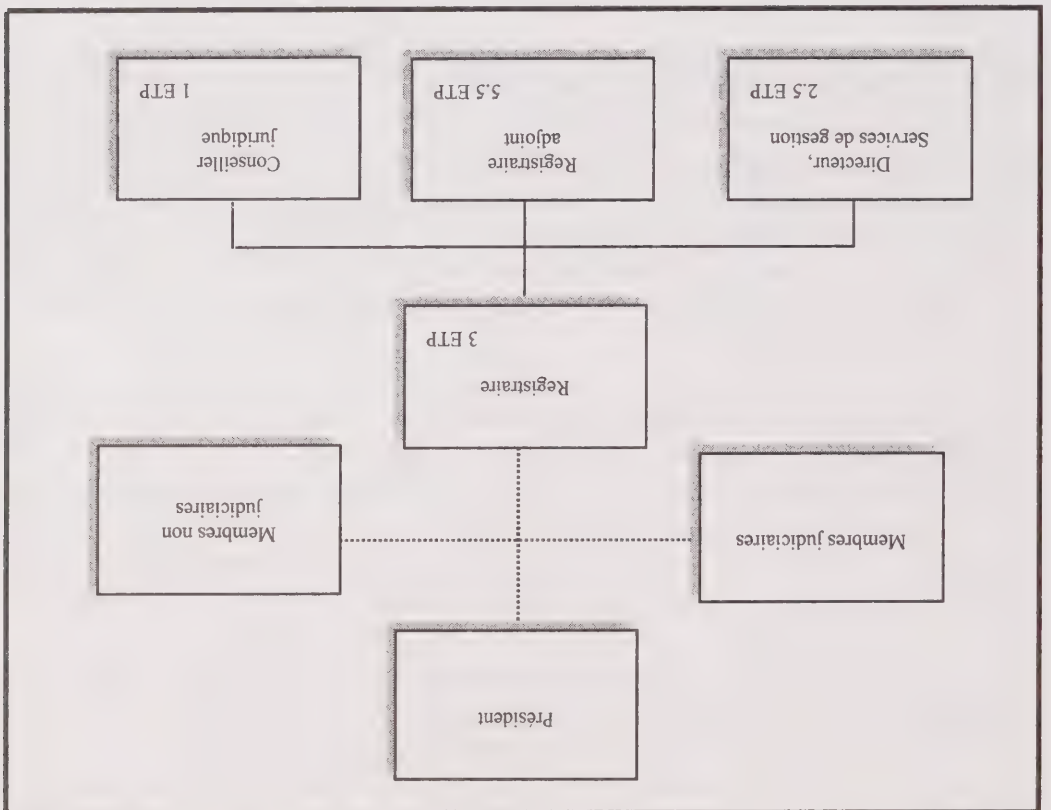 Président
Membres judiciaires
Membres non
judiciaires
Registraire
3 ETP
Directeur,
Services de gestion
2.5 ETP
Registraire
adjoint
5.5 ETP
Conseiller
juridique
1 ETP